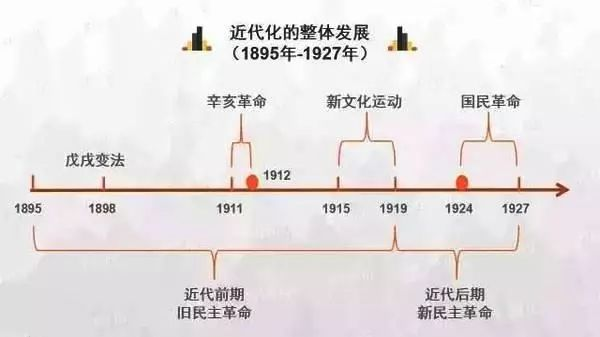 近代化的整体发展
（1895年-1927年）
辛亥革命
新文化运动
国民革命
戊戌变法
1912
1895
1898
1911
1915
1919
1924
1927
近代前期
旧民主革命
近代后期
新民主革命